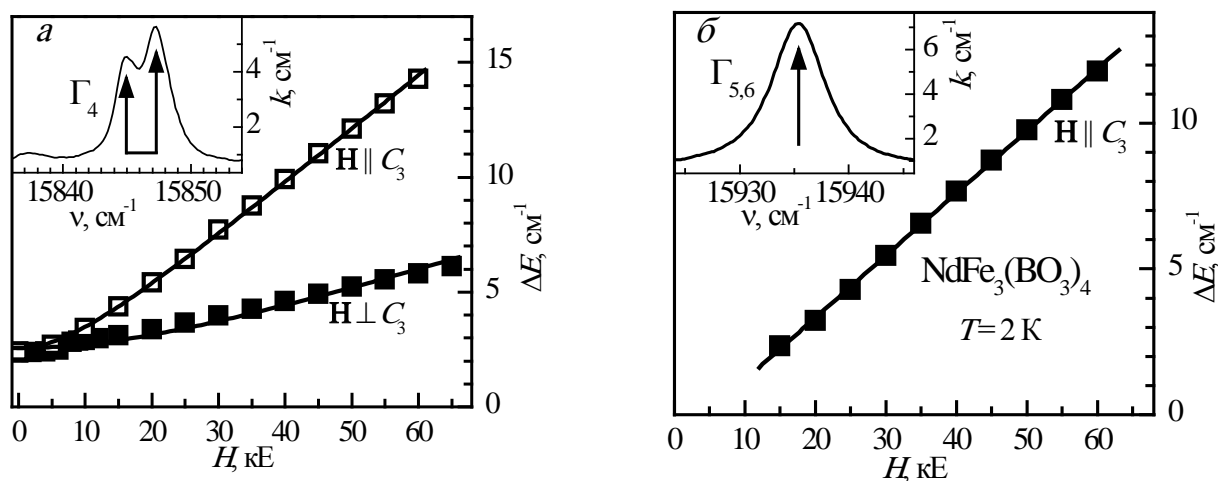 а
Γ₄
4
2
k, см⁻¹
15840
15850
ν, см⁻¹
H || C₃
H ⊥ C₃
15
10
5
0
ΔE, см⁻¹
0 10 20 30 40 50 60
H, кЕ
б
Γ₅,₆
6
4
2
k, см⁻¹
15930
15940
ν, см⁻¹
H || C₃
NdFe₃(BO₃)₄
T = 2 К
10
5
0
ΔE, см⁻¹
0 10 20 30 40 50 60
H, кЕ